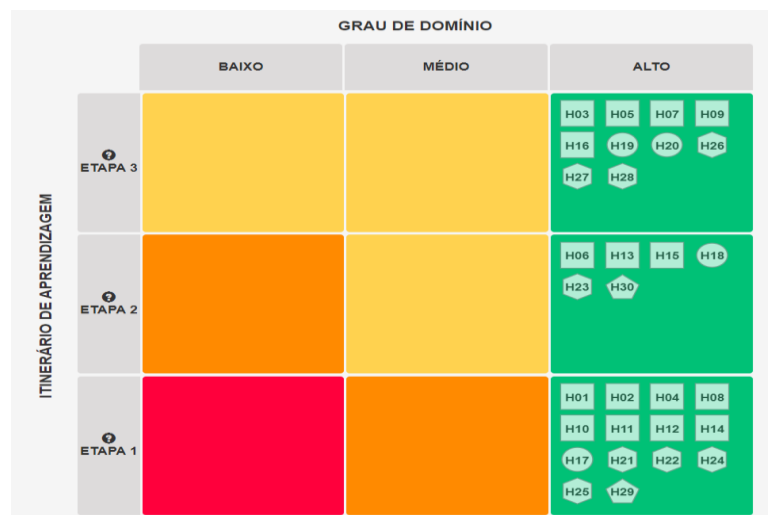 GRAU DE DOMÍNIO
BAIXO MÉDIO ALTO
ITINERÁRIO DE APRENDIZAGEM
?
ETAPA 3
H03 H05 H07 H09
H16 H19 H20 H26
H27 H28
?
ETAPA 2
H06 H13 H15 H18
H23 H30
?
ETAPA 1
H01 H02 H04 H08
H10 H11 H12 H14
H17 H21 H22 H24
H25 H29